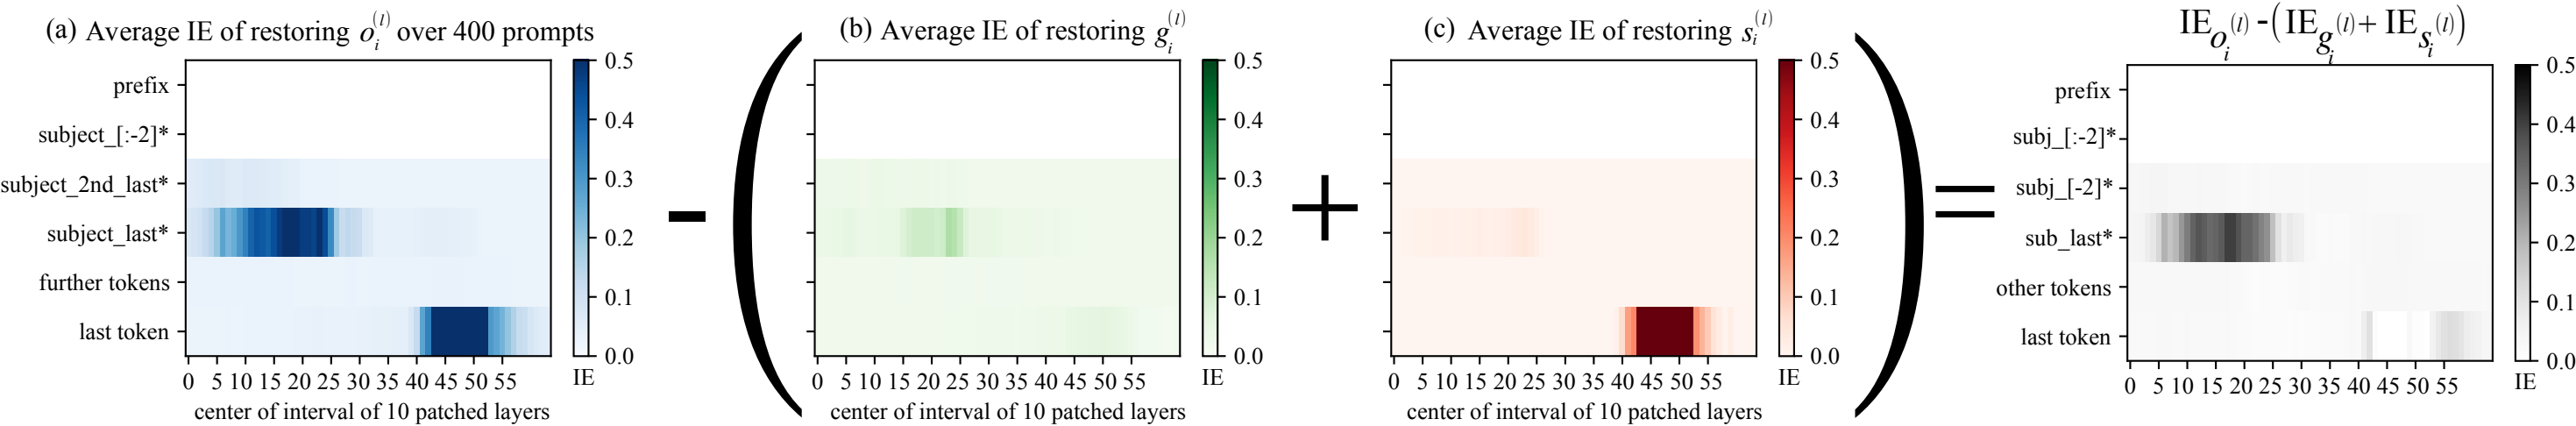 (a) Average IE of restoring o_i^(l) over 400 prompts
prefix
subject_[:-2]*
subject_2nd_last*
subject_last*
further tokens
last token
0 5 10 15 20 25 30 35 40 45 50 55
center of interval of 10 patched layers
0.5
0.4
0.3
0.2
0.1
0.0
IE
-
(
(b) Average IE of restoring g_i^(l)
0 5 10 15 20 25 30 35 40 45 50 55
center of interval of 10 patched layers
0.5
0.4
0.3
0.2
0.1
0.0
IE
+
(c) Average IE of restoring s_i^(l)
0 5 10 15 20 25 30 35 40 45 50 55
center of interval of 10 patched layers
0.5
0.4
0.3
0.2
0.1
0.0
IE
)
=
IE_{o_i^(l)} -(IE_{g_i^(l)}+ IE_{s_i^(l)})
prefix
subj_[:-2]*
subj_[-2]*
sub_last*
other tokens
last token
0 5 10 15 20 25 30 35 40 45 50 55
0.5
0.4
0.3
0.2
0.1
0.0
IE